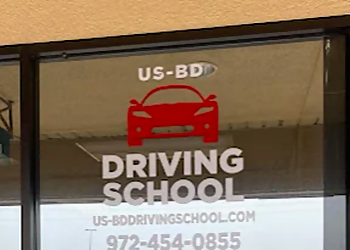 US-BD
DRIVING
SCHOOL
US-BDDRIVINGSCHOOL.COM
972-454-0855